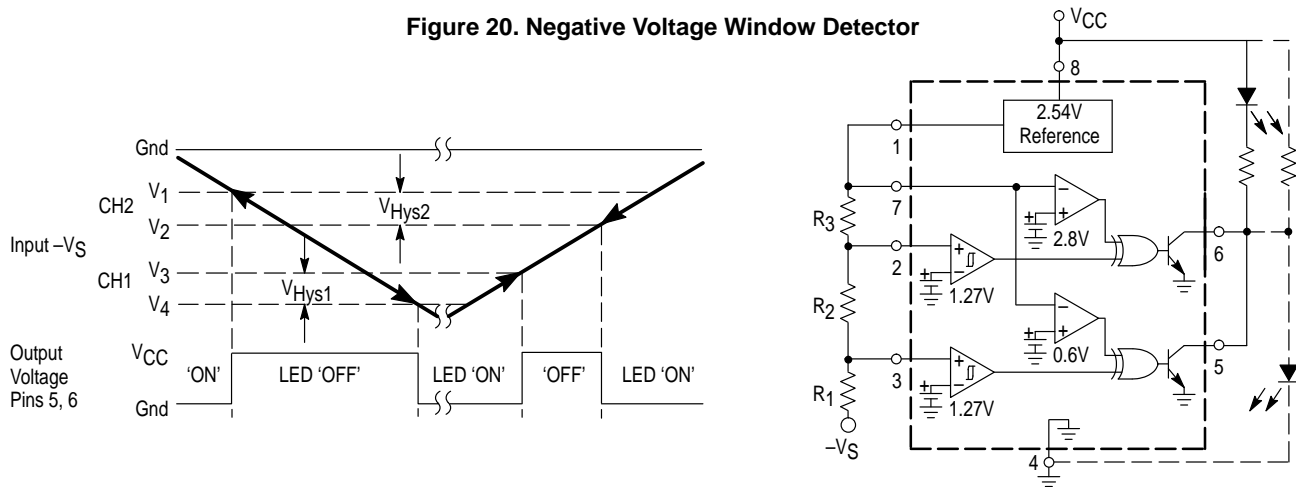 Figure 20. Negative Voltage Window Detector
Gnd
V1
CH2
VHys2
V2
Input –VS
V3
CH1
VHys1
V4
Output
Voltage
Pins 5, 6
VCC
Gnd
'ON'
LED 'OFF'
LED 'ON'
'OFF'
LED 'ON'
VCC
8
2.54V
Reference
1
7
R3
+
–
+
2.8V
6
2
+
–
+
1.27V
R2
+
–
+
0.6V
5
3
+
–
+
1.27V
R1
–VS
4